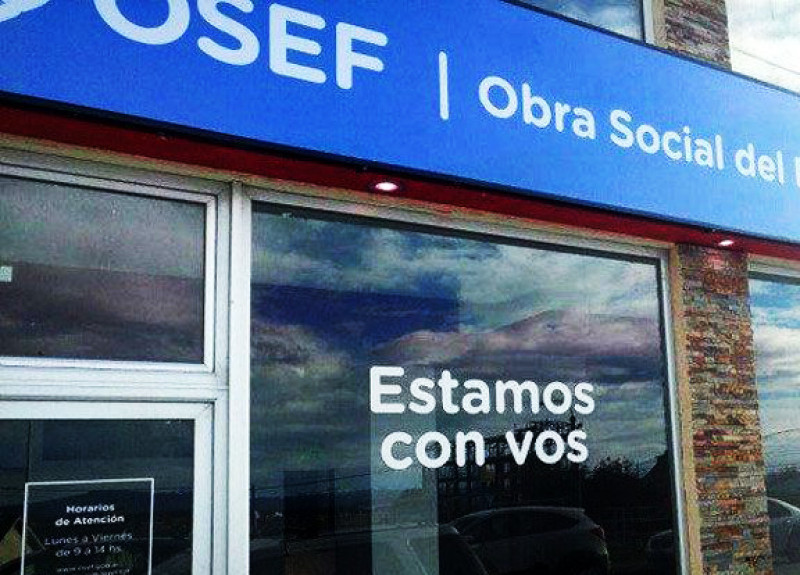 OSEF | Obra Social del
Estamos
con vos
Horarios
de Atención
Lunes a Viernes
de 9 a 14 hs.